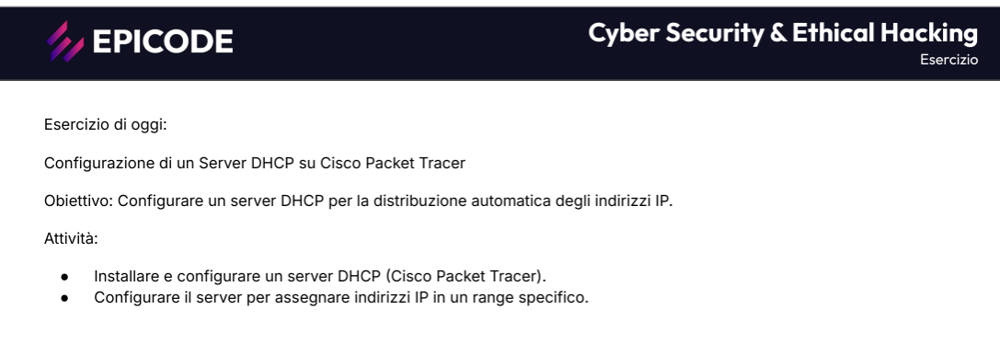 EPICODE
Cyber Security & Ethical Hacking
Esercizio
Esercizio di oggi:
Configurazione di un Server DHCP su Cisco Packet Tracer
Obiettivo: Configurare un server DHCP per la distribuzione automatica degli indirizzi IP.
Attività:
● Installare e configurare un server DHCP (Cisco Packet Tracer).
● Configurare il server per assegnare indirizzi IP in un range specifico.